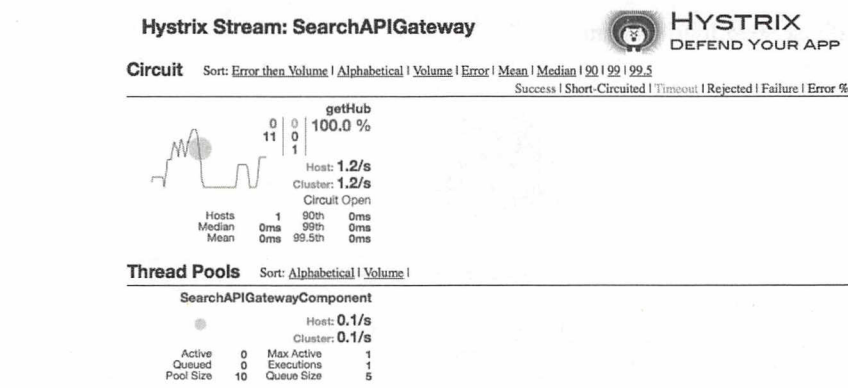 Hystrix Stream: SearchAPIGateway
HYSTRIX
DEFEND YOUR APP
Circuit Sort: Error then Volume | Alphabetical | Volume | Error | Mean | Median | 90 | 99 | 99.5
Success | Short-Circuited | Timeout | Rejected | Failure | Error %
getHub
0 0 100.0 %
11 0
1
Host: 1.2/s
Cluster: 1.2/s
Circuit Open
Hosts 1 90th 0ms
Median 0ms 99th 0ms
Mean 0ms 99.5th 0ms
Thread Pools Sort: Alphabetical | Volume |
SearchAPIGatewayComponent
Host: 0.1/s
Cluster: 0.1/s
Active 0 Max Active 1
Queued 0 Executions 1
Pool Size 10 Queue Size 5